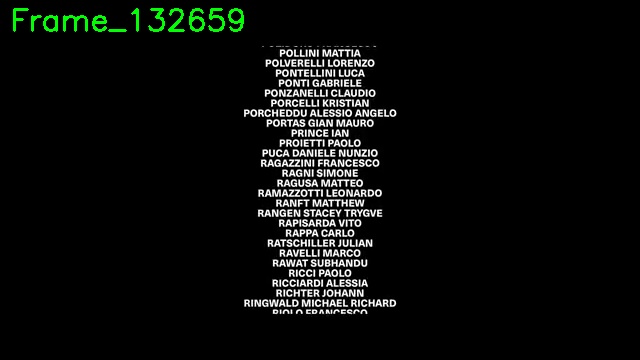 Frame_132659
POLLINI MATTIA
POLVERELLI LORENZO
PONTELLINI LUCA
PONTI GABRIELE
PONZANELLI CLAUDIO
PORCELLI KRISTIAN
PORCHEDDU ALESSIO ANGELO
PORTAS GIAN MAURO
PRINCE IAN
PROIETTI PAOLO
PUCA DANIELE NUNZIO
RAGAZZINI FRANCESCO
RAGNI SIMONE
RAGUSA MATTEO
RAMAZZOTTI LEONARDO
RANFT MATTHEW
RANGEN STACEY TRYGVE
RAPISARDA VITO
RAPPA CARLO
RATSCHILLER JULIAN
RAVELLI MARCO
RAWAT SUBHANDU
RICCI PAOLO
RICCIARDI ALESSIA
RICHTER JOHANN
RINGWALD MICHAEL RICHARD
RIOLO FRANCESCO